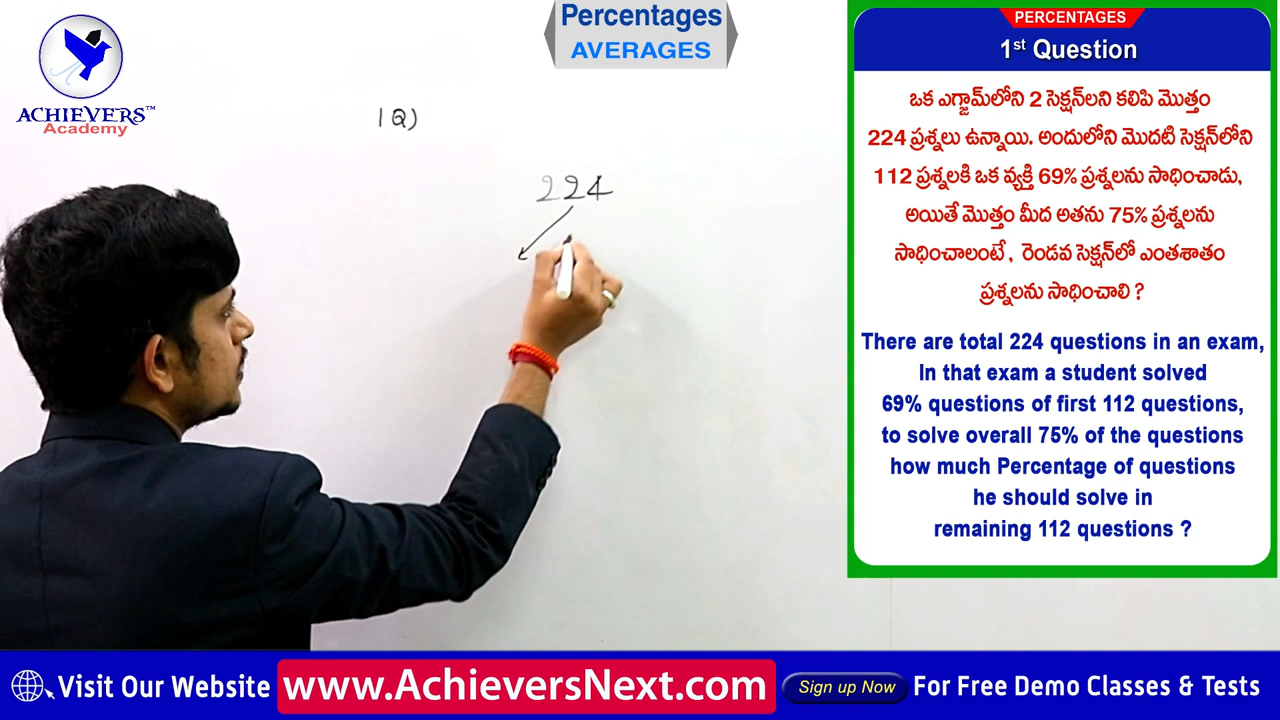 ACHIEVERS™
Academy
Percentages
AVERAGES
1Q)
224
PERCENTAGES
1st Question
ఒక ఎగ్జామ్‌లోని 2 సెక్షన్‌లని కలిపి మొత్తం
224 ప్రశ్నలు ఉన్నాయి. అందులోని మొదటి సెక్షన్‌లోని
112 ప్రశ్నలకి ఒక వ్యక్తి 69% ప్రశ్నలను సాధించాడు,
అయితే మొత్తం మీద అతను 75% ప్రశ్నలను
సాధించాలంటే, రెండవ సెక్షన్‌లో ఎంతశాతం
ప్రశ్నలను సాధించాలి ?
There are total 224 questions in an exam,
In that exam a student solved
69% questions of first 112 questions,
to solve overall 75% of the questions
how much Percentage of questions
he should solve in
remaining 112 questions ?
Visit Our Website www.AchieversNext.com Sign up Now For Free Demo Classes & Tests